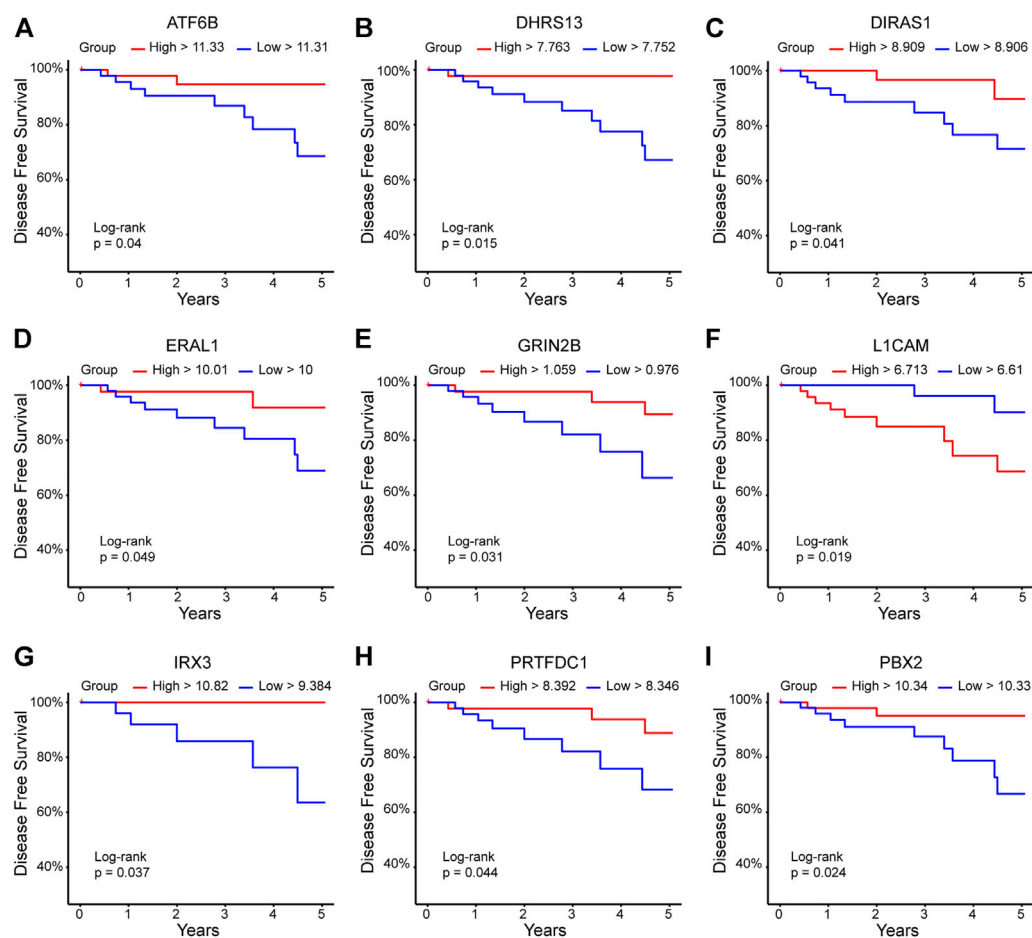 A
ATF6B
Group High > 11.33 Low > 11.31
Disease Free Survival
100%
80%
60%
40%
Log-rank
p = 0.04
0 1 2 3 4 5
Years
B
DHRS13
Group High > 7.763 Low > 7.752
Disease Free Survival
100%
80%
60%
40%
Log-rank
p = 0.015
0 1 2 3 4 5
Years
C
DIRAS1
Group High > 8.909 Low > 8.906
Disease Free Survival
100%
80%
60%
40%
Log-rank
p = 0.041
0 1 2 3 4 5
Years
D
ERAL1
Group High > 10.01 Low > 10
Disease Free Survival
100%
80%
60%
40%
Log-rank
p = 0.049
0 1 2 3 4 5
Years
E
GRIN2B
Group High > 1.059 Low > 0.976
Disease Free Survival
100%
80%
60%
40%
Log-rank
p = 0.031
0 1 2 3 4 5
Years
F
L1CAM
Group High > 6.713 Low > 6.61
Disease Free Survival
100%
80%
60%
40%
Log-rank
p = 0.019
0 1 2 3 4 5
Years
G
IRX3
Group High > 10.82 Low > 9.384
Disease Free Survival
100%
80%
60%
40%
Log-rank
p = 0.037
0 1 2 3 4 5
Years
H
PRTFDC1
Group High > 8.392 Low > 8.346
Disease Free Survival
100%
80%
60%
40%
Log-rank
p = 0.044
0 1 2 3 4 5
Years
I
PBX2
Group High > 10.34 Low > 10.33
Disease Free Survival
100%
80%
60%
40%
Log-rank
p = 0.024
0 1 2 3 4 5
Years